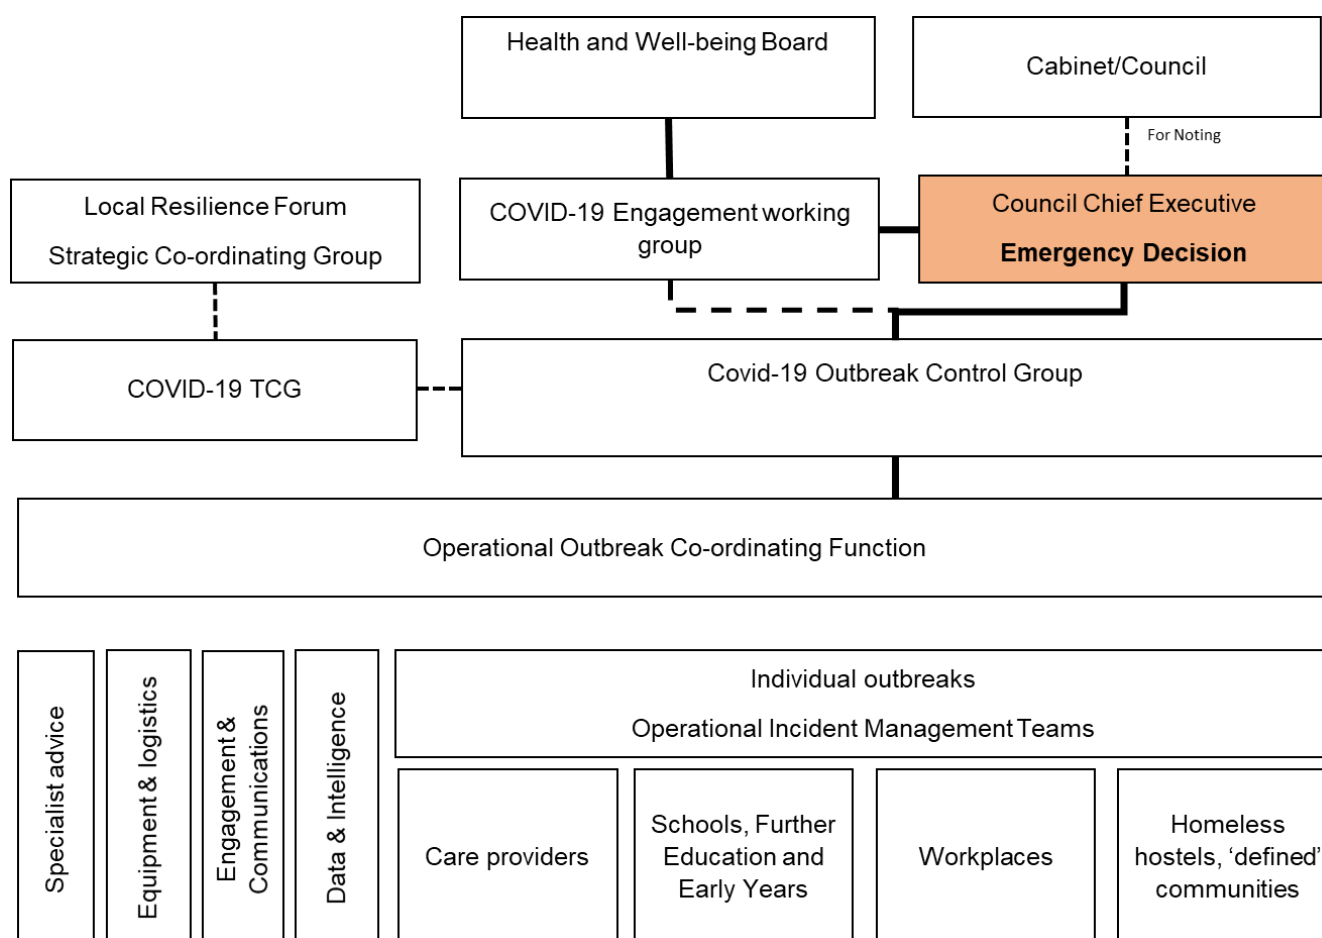 Health and Well-being Board
Cabinet/Council
For Noting
Local Resilience Forum
Strategic Co-ordinating Group
COVID-19 Engagement working
group
Council Chief Executive
Emergency Decision
COVID-19 TCG
Covid-19 Outbreak Control Group
Operational Outbreak Co-ordinating Function
Specialist advice
Equipment & logistics
Engagement &
Communications
Data & Intelligence
Individual outbreaks
Operational Incident Management Teams
Care providers
Schools, Further
Education and
Early Years
Workplaces
Homeless
hostels, ‘defined’
communities